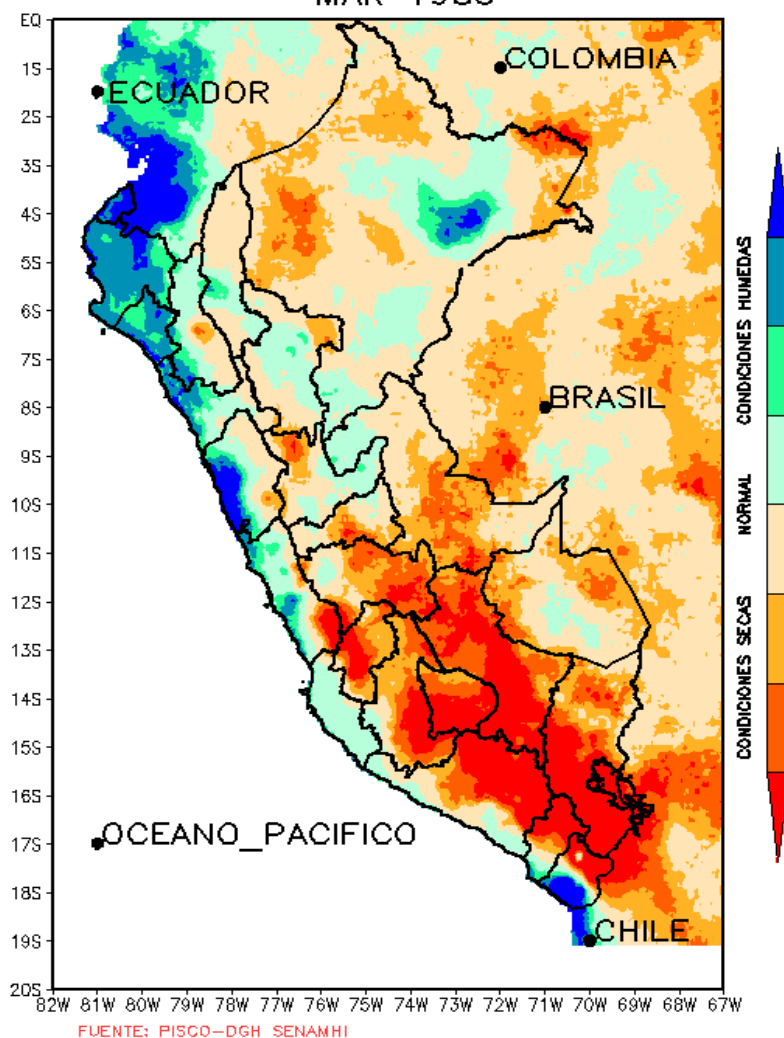 EQ
1S
2S
3S
4S
5S
6S
7S
8S
9S
10S
11S
12S
13S
14S
15S
16S
17S
18S
19S
20S
COLOMBIA
ECUADOR
BRASIL
OCEANO_PACIFICO
CHILE
82W 81W 80W 79W 78W 77W 76W 75W 74W 73W 72W 71W 70W 69W 68W 67W
CONDICIONES HUMEDAS
NORMAL
CONDICIONES SECAS
FUENTE: PISCO-DGH SENAMHI